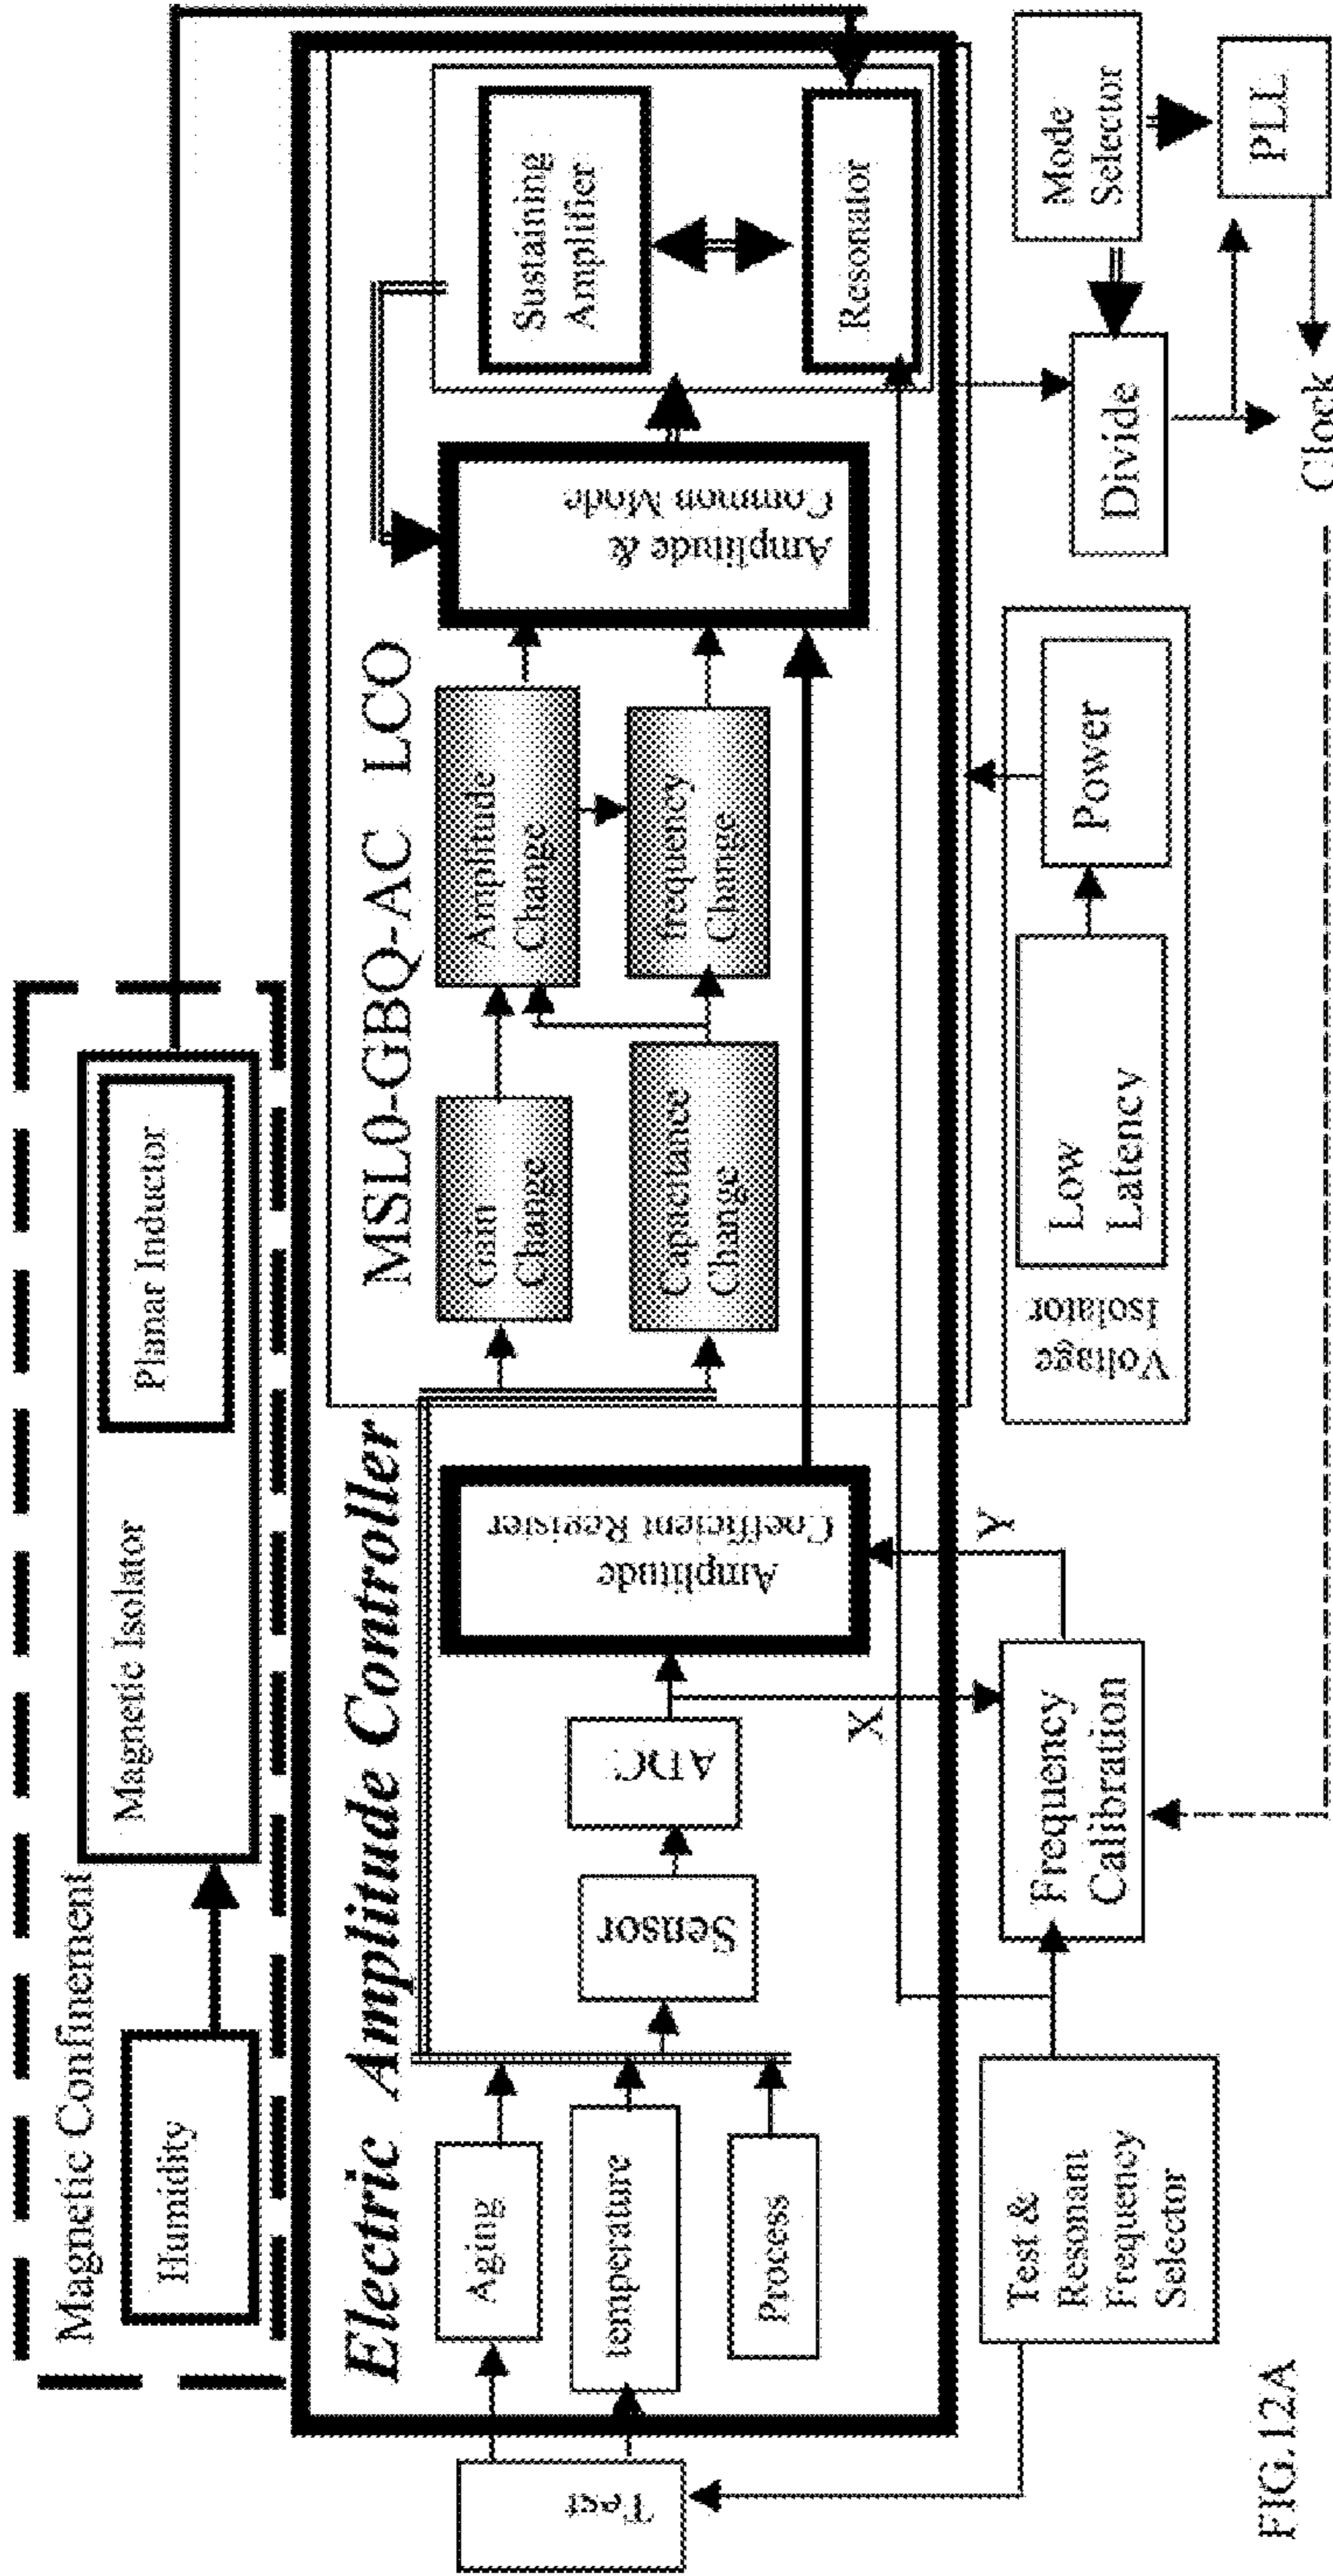 Magnetic Confinement
Humidity
Magnetic Isolator
Planar Inductor
Electric Amplitude Controller
MSL0-GBQ-AC LCO
Test
Aging
temperature
Process
Sensor
ADC
Amplitude
Coefficient Register
Gain
Change
Capacitance
Change
Amplitude
Change
frequency
Change
Amplitude &
Common Mode
Sustaining
Amplifier
Resonator
X
Y
Test &
Resonant
Frequency
Selector
Frequency
Calibration
Voltage
Isolator
Low
Latency
Power
Divide
Mode
Selector
PLL
Clock
FIG.12A